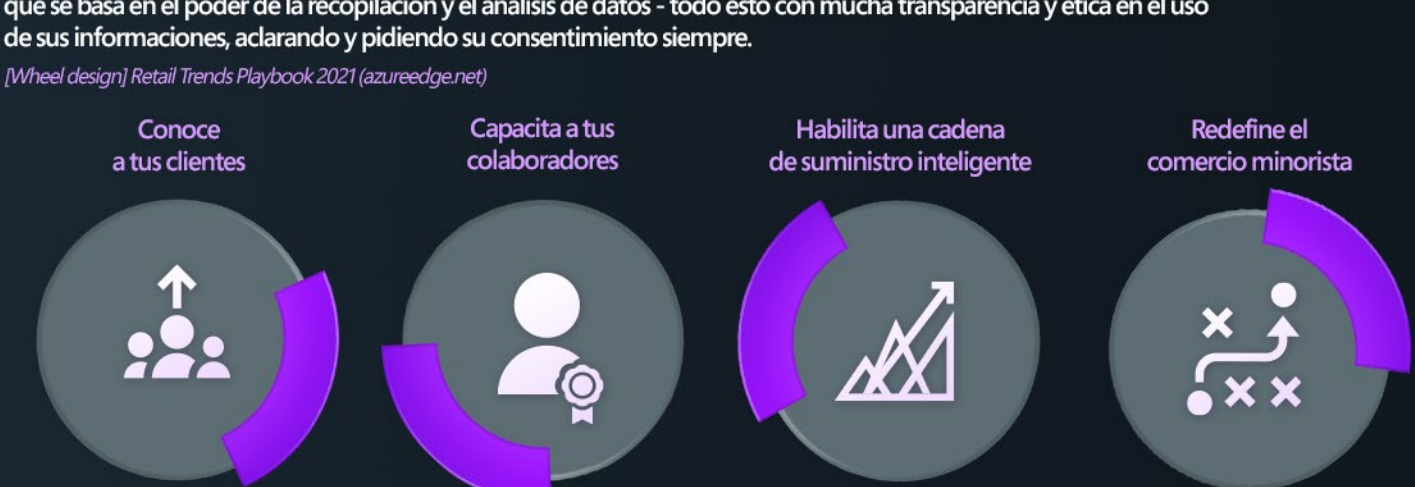 que se basa en el poder de la recopilación y el análisis de datos - todo esto con mucha transparencia y ética en el uso
de sus informaciones, aclarando y pidiendo su consentimiento siempre.
[Wheel design] Retail Trends Playbook 2021 (azureedge.net)
Conoce
a tus clientes
Capacita a tus
colaboradores
Habilita una cadena
de suministro inteligente
Redefine el
comercio minorista